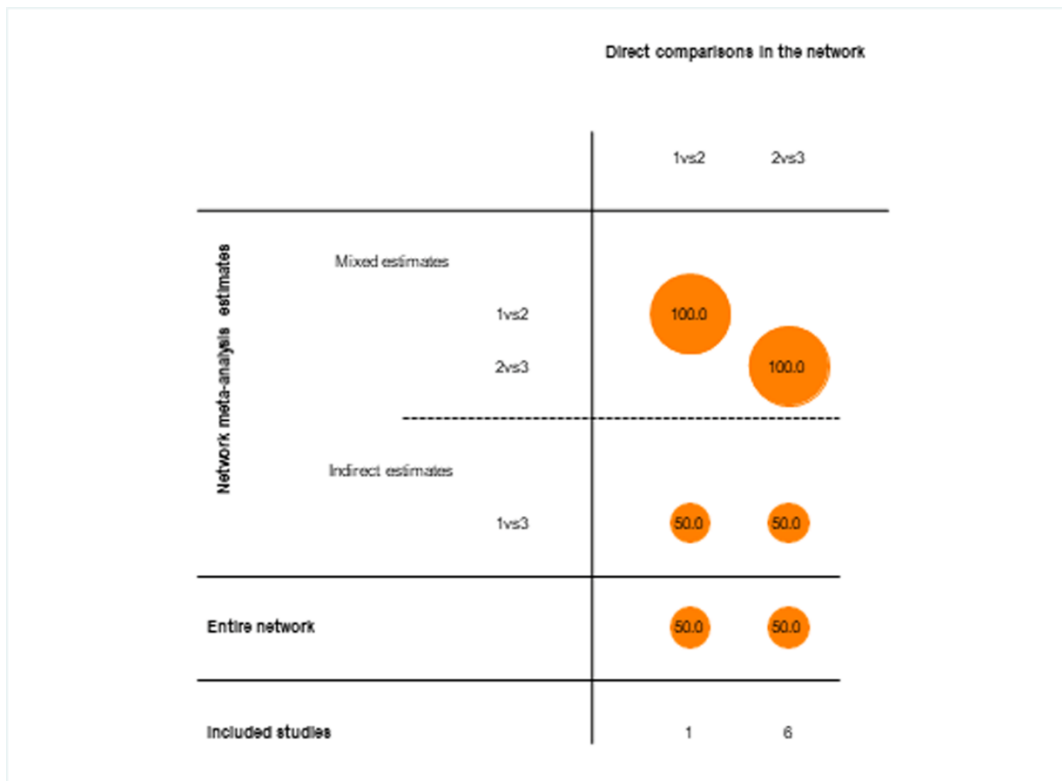 Direct comparisons in the network
1vs2 2vs3
Network meta-analysis estimates
Mixed estimates
1vs2 100.0
2vs3 100.0
Indirect estimates
1vs3 50.0 50.0
Entire network 50.0 50.0
Included studies 1 6